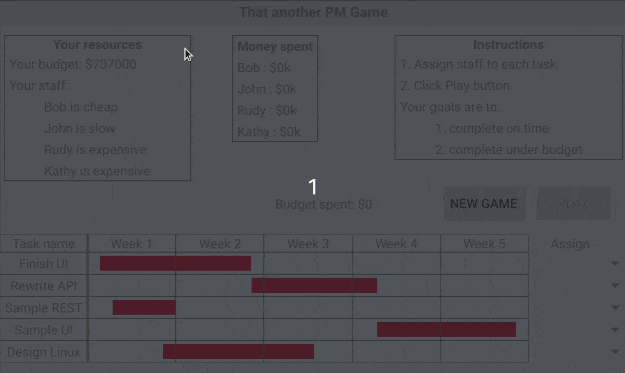 That another PM Game
Your resources
Your budget: $737000
Your staff:
Bob is cheap
John is slow
Rudy is expensive
Kathy is expensive
Money spent
Bob : $0k
John : $0k
Rudy : $0k
Kathy : $0k
Instructions
1. Assign staff to each task.
2. Click Play button.
Your goals are to:
1. complete on time
2. complete under budget
1
Budget spent: $0
NEW GAME
Task name Week 1 Week 2 Week 3 Week 4 Week 5 Assign
Finish UI
Rewrite API
Sample REST
Sample UI
Design Linux